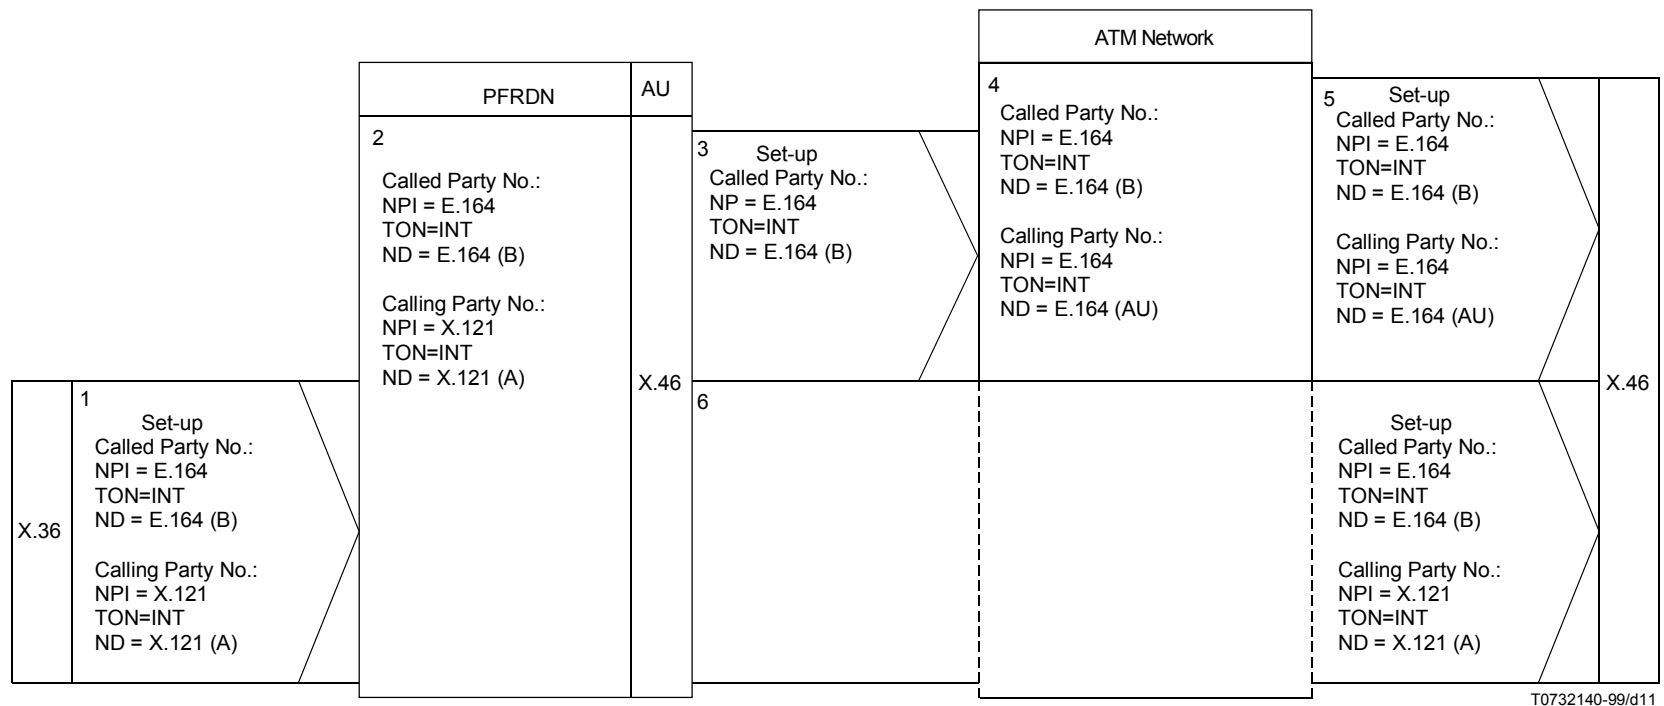 ATM Network
PFRDN
AU
X.36
1
Set-up
Called Party No.:
NPI = E.164
TON=INT
ND = E.164 (B)
Calling Party No.:
NPI = X.121
TON=INT
ND = X.121 (A)
2
Called Party No.:
NPI = E.164
TON=INT
ND = E.164 (B)
Calling Party No.:
NPI = X.121
TON=INT
ND = X.121 (A)
X.46
3
Set-up
Called Party No.:
NP = E.164
TON=INT
ND = E.164 (B)
4
Called Party No.:
NPI = E.164
TON=INT
ND = E.164 (B)
Calling Party No.:
NPI = E.164
TON=INT
ND = E.164 (AU)
5
Set-up
Called Party No.:
NPI = E.164
TON=INT
ND = E.164 (B)
Calling Party No.:
NPI = E.164
TON=INT
ND = E.164 (AU)
6
Set-up
Called Party No.:
NPI = E.164
TON=INT
ND = E.164 (B)
Calling Party No.:
NPI = X.121
TON=INT
ND = X.121 (A)
X.46
T0732140-99/d11